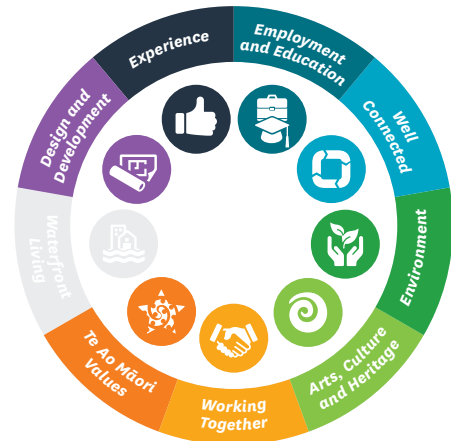 Experience
Employment
and Education
Well
Connected
Environment
Arts, Culture
and Heritage
Working
Together
Te Ao Māori
Values
Waterfront
Living
Design and
Development